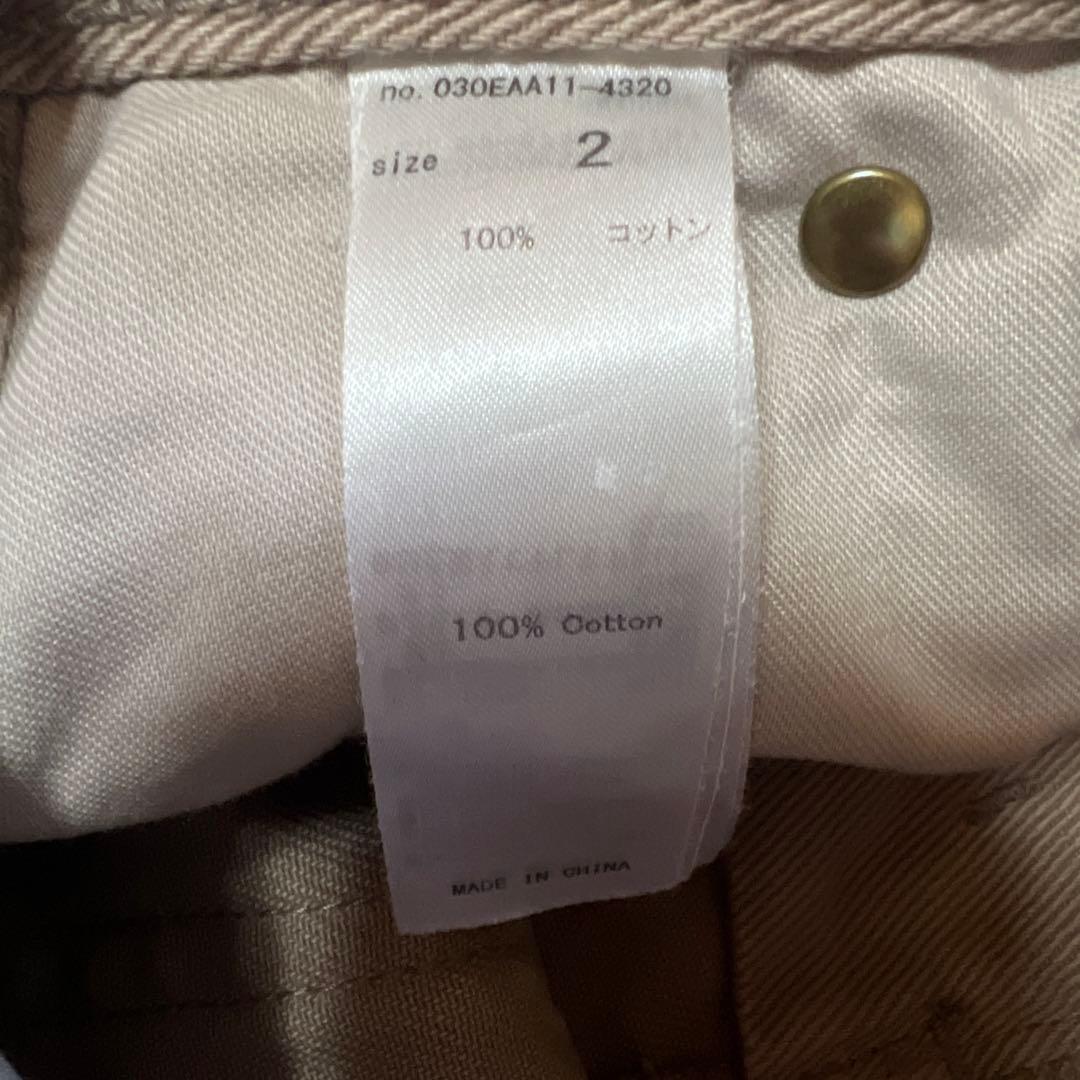 no. 030EAA11-4320
size 2
100% コットン
100% Cotton
MADE IN CHINA